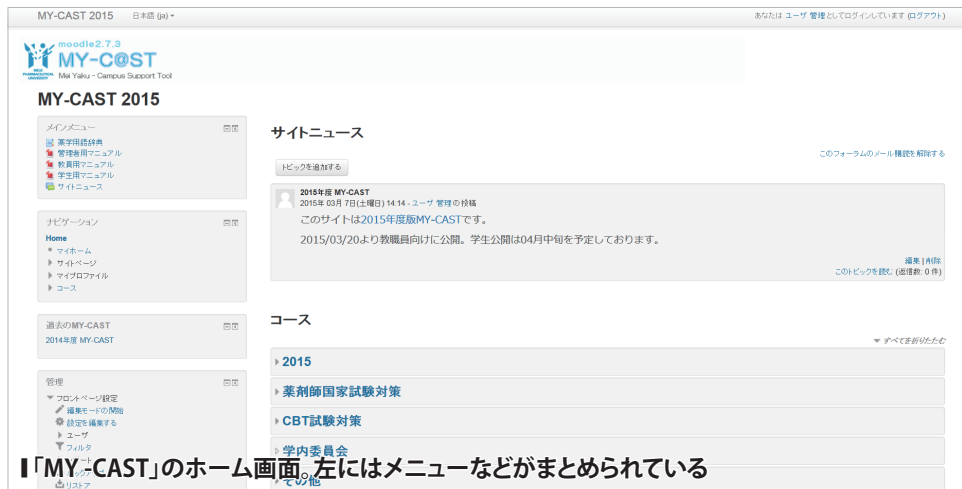 MY-CAST 2015 日本語 (ja)
あなたは ユーザ 管理としてログインしています (ログアウト)
moodle2.7.3
MY-C@ST
MEIJI PHARMACEUTICAL UNIVERSITY
Mei Yaku - Campus Support Tool
MY-CAST 2015
メインメニュー
薬学用語辞典
管理者用マニュアル
教員用マニュアル
学生用マニュアル
サイトニュース
ナビゲーション
Home
マイホーム
サイトページ
マイプロファイル
コース
過去のMY-CAST
2014年度 MY-CAST
管理
フロントページ設定
編集モードの開始
設定を編集する
ユーザ
フィルタ
リストア
サイトニュース
このフォーラムのメール購読を解除する
トピックを追加する
2015年度 MY-CAST
2015年 03月 7日(土曜日) 14:14 - ユーザ 管理 の投稿
このサイトは2015年度版MY-CASTです。
2015/03/20より教職員向けに公開。学生公開は04月中旬を予定しております。
編集 | 削除
このトピックを読む (返信数: 0 件)
コース
すべてを折りたたむ
2015
薬剤師国家試験対策
CBT試験対策
学内委員会
その他
「MY-CAST」のホーム画面。左にはメニューなどがまとめられている